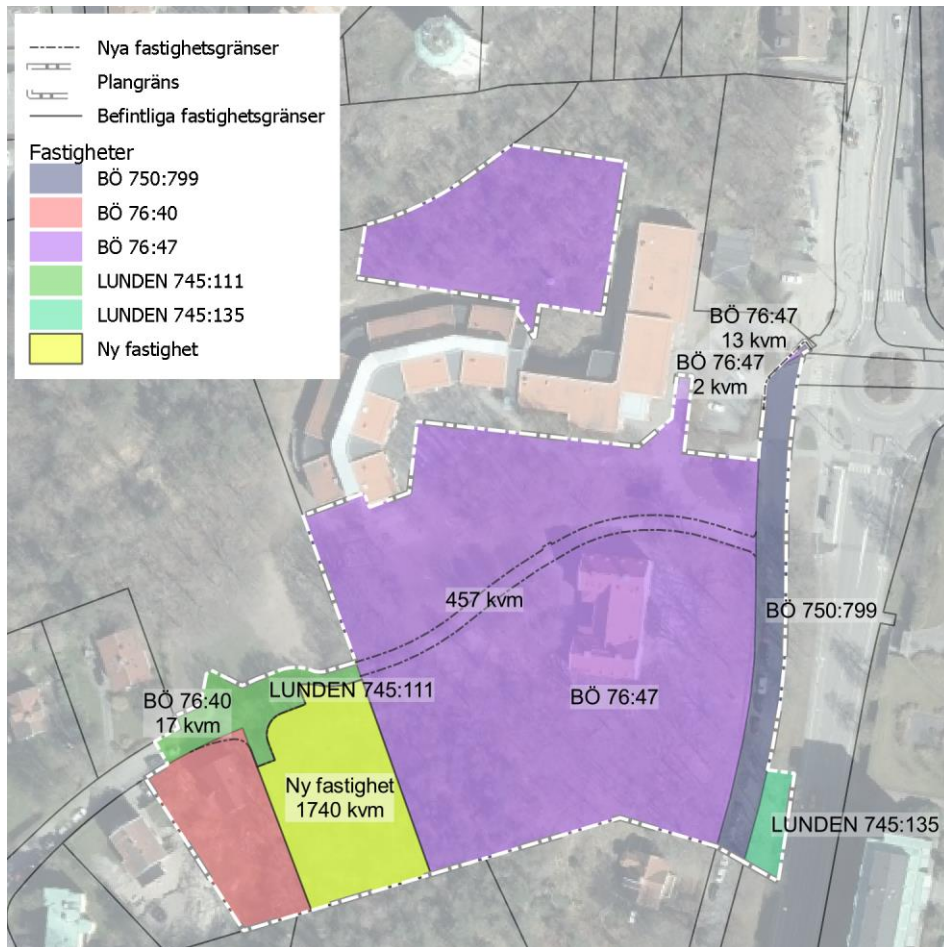 Nya fastighetsgränser
Plangräns
Befintliga fastighetsgränser
Fastigheter
BÖ 750:799
BÖ 76:40
BÖ 76:47
LUNDEN 745:111
LUNDEN 745:135
Ny fastighet
BÖ 76:47
13 kvm
BÖ 76:47
2 kvm
457 kvm
BÖ 750:799
BÖ 76:40
17 kvm
LUNDEN 745:111
BÖ 76:47
Ny fastighet
1740 kvm
LUNDEN 745:135